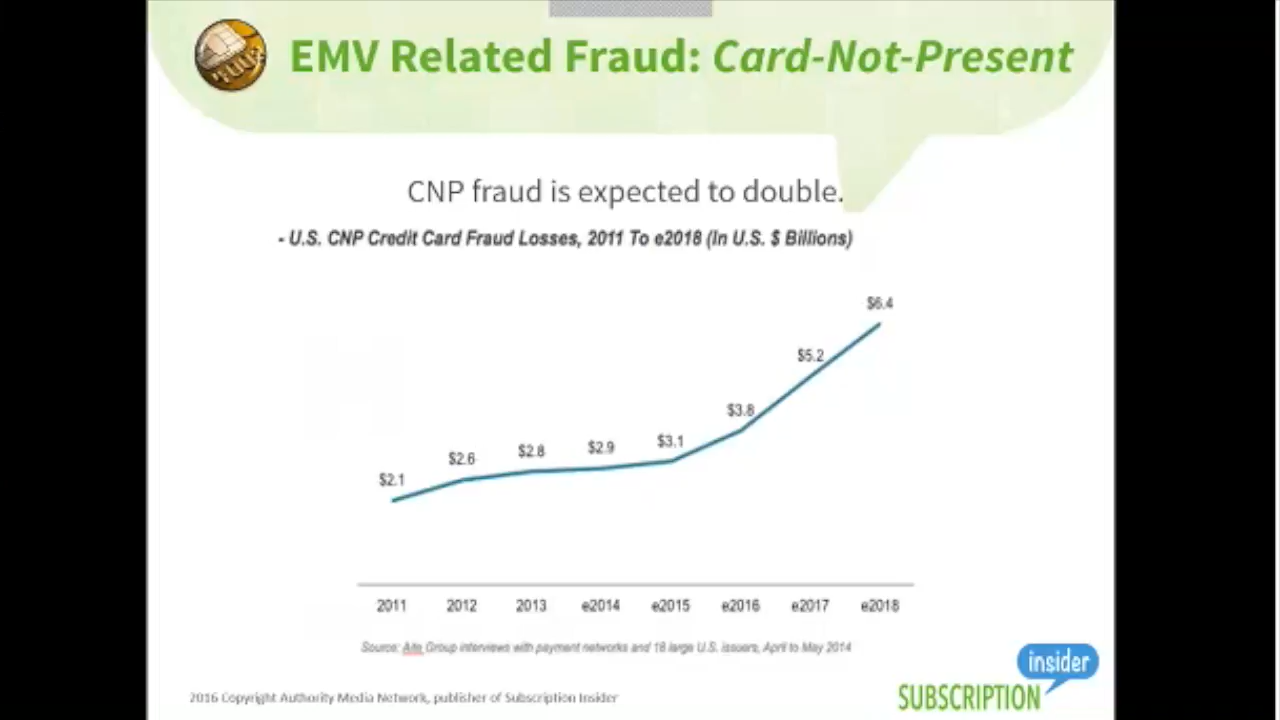 EMV Related Fraud: Card-Not-Present
CNP fraud is expected to double.
- U.S. CNP Credit Card Fraud Losses, 2011 To e2018 (In U.S. $ Billions)
$6.4
$5.2
$3.8
$3.1
$2.9
$2.8
$2.6
$2.1
2011 2012 2013 e2014 e2015 e2016 e2017 e2018
Source: Aite Group interviews with payment networks and 18 large U.S. issuers, April to May 2014
insider
SUBSCRIPTION
2016 Copyright Authority Media Network, publisher of Subscription Insider